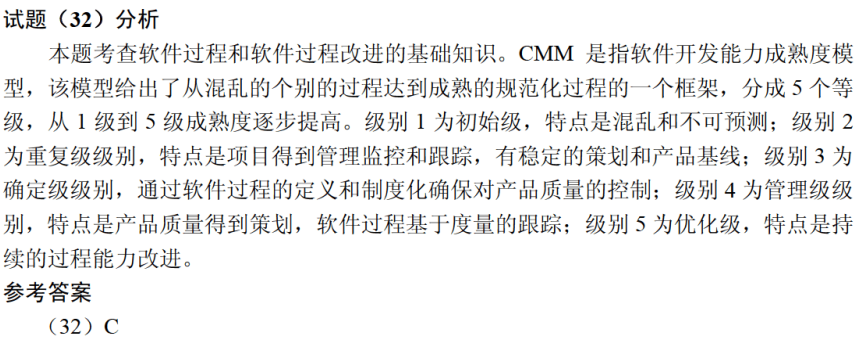 试题（32）分析
本题考查软件过程和软件过程改进的基础知识。CMM 是指软件开发能力成熟度模
型，该模型给出了从混乱的个别的过程达到成熟的规范化过程的一个框架，分成 5 个等
级，从 1 级到 5 级成熟度逐步提高。级别 1 为初始级，特点是混乱和不可预测；级别 2
为重复级级别，特点是项目得到管理监控和跟踪，有稳定的策划和产品基线；级别 3 为
确定级级别，通过软件过程的定义和制度化确保对产品质量的控制；级别 4 为管理级级
别，特点是产品质量得到策划，软件过程基于度量的跟踪；级别 5 为优化级，特点是持
续的过程能力改进。
参考答案
（32）C